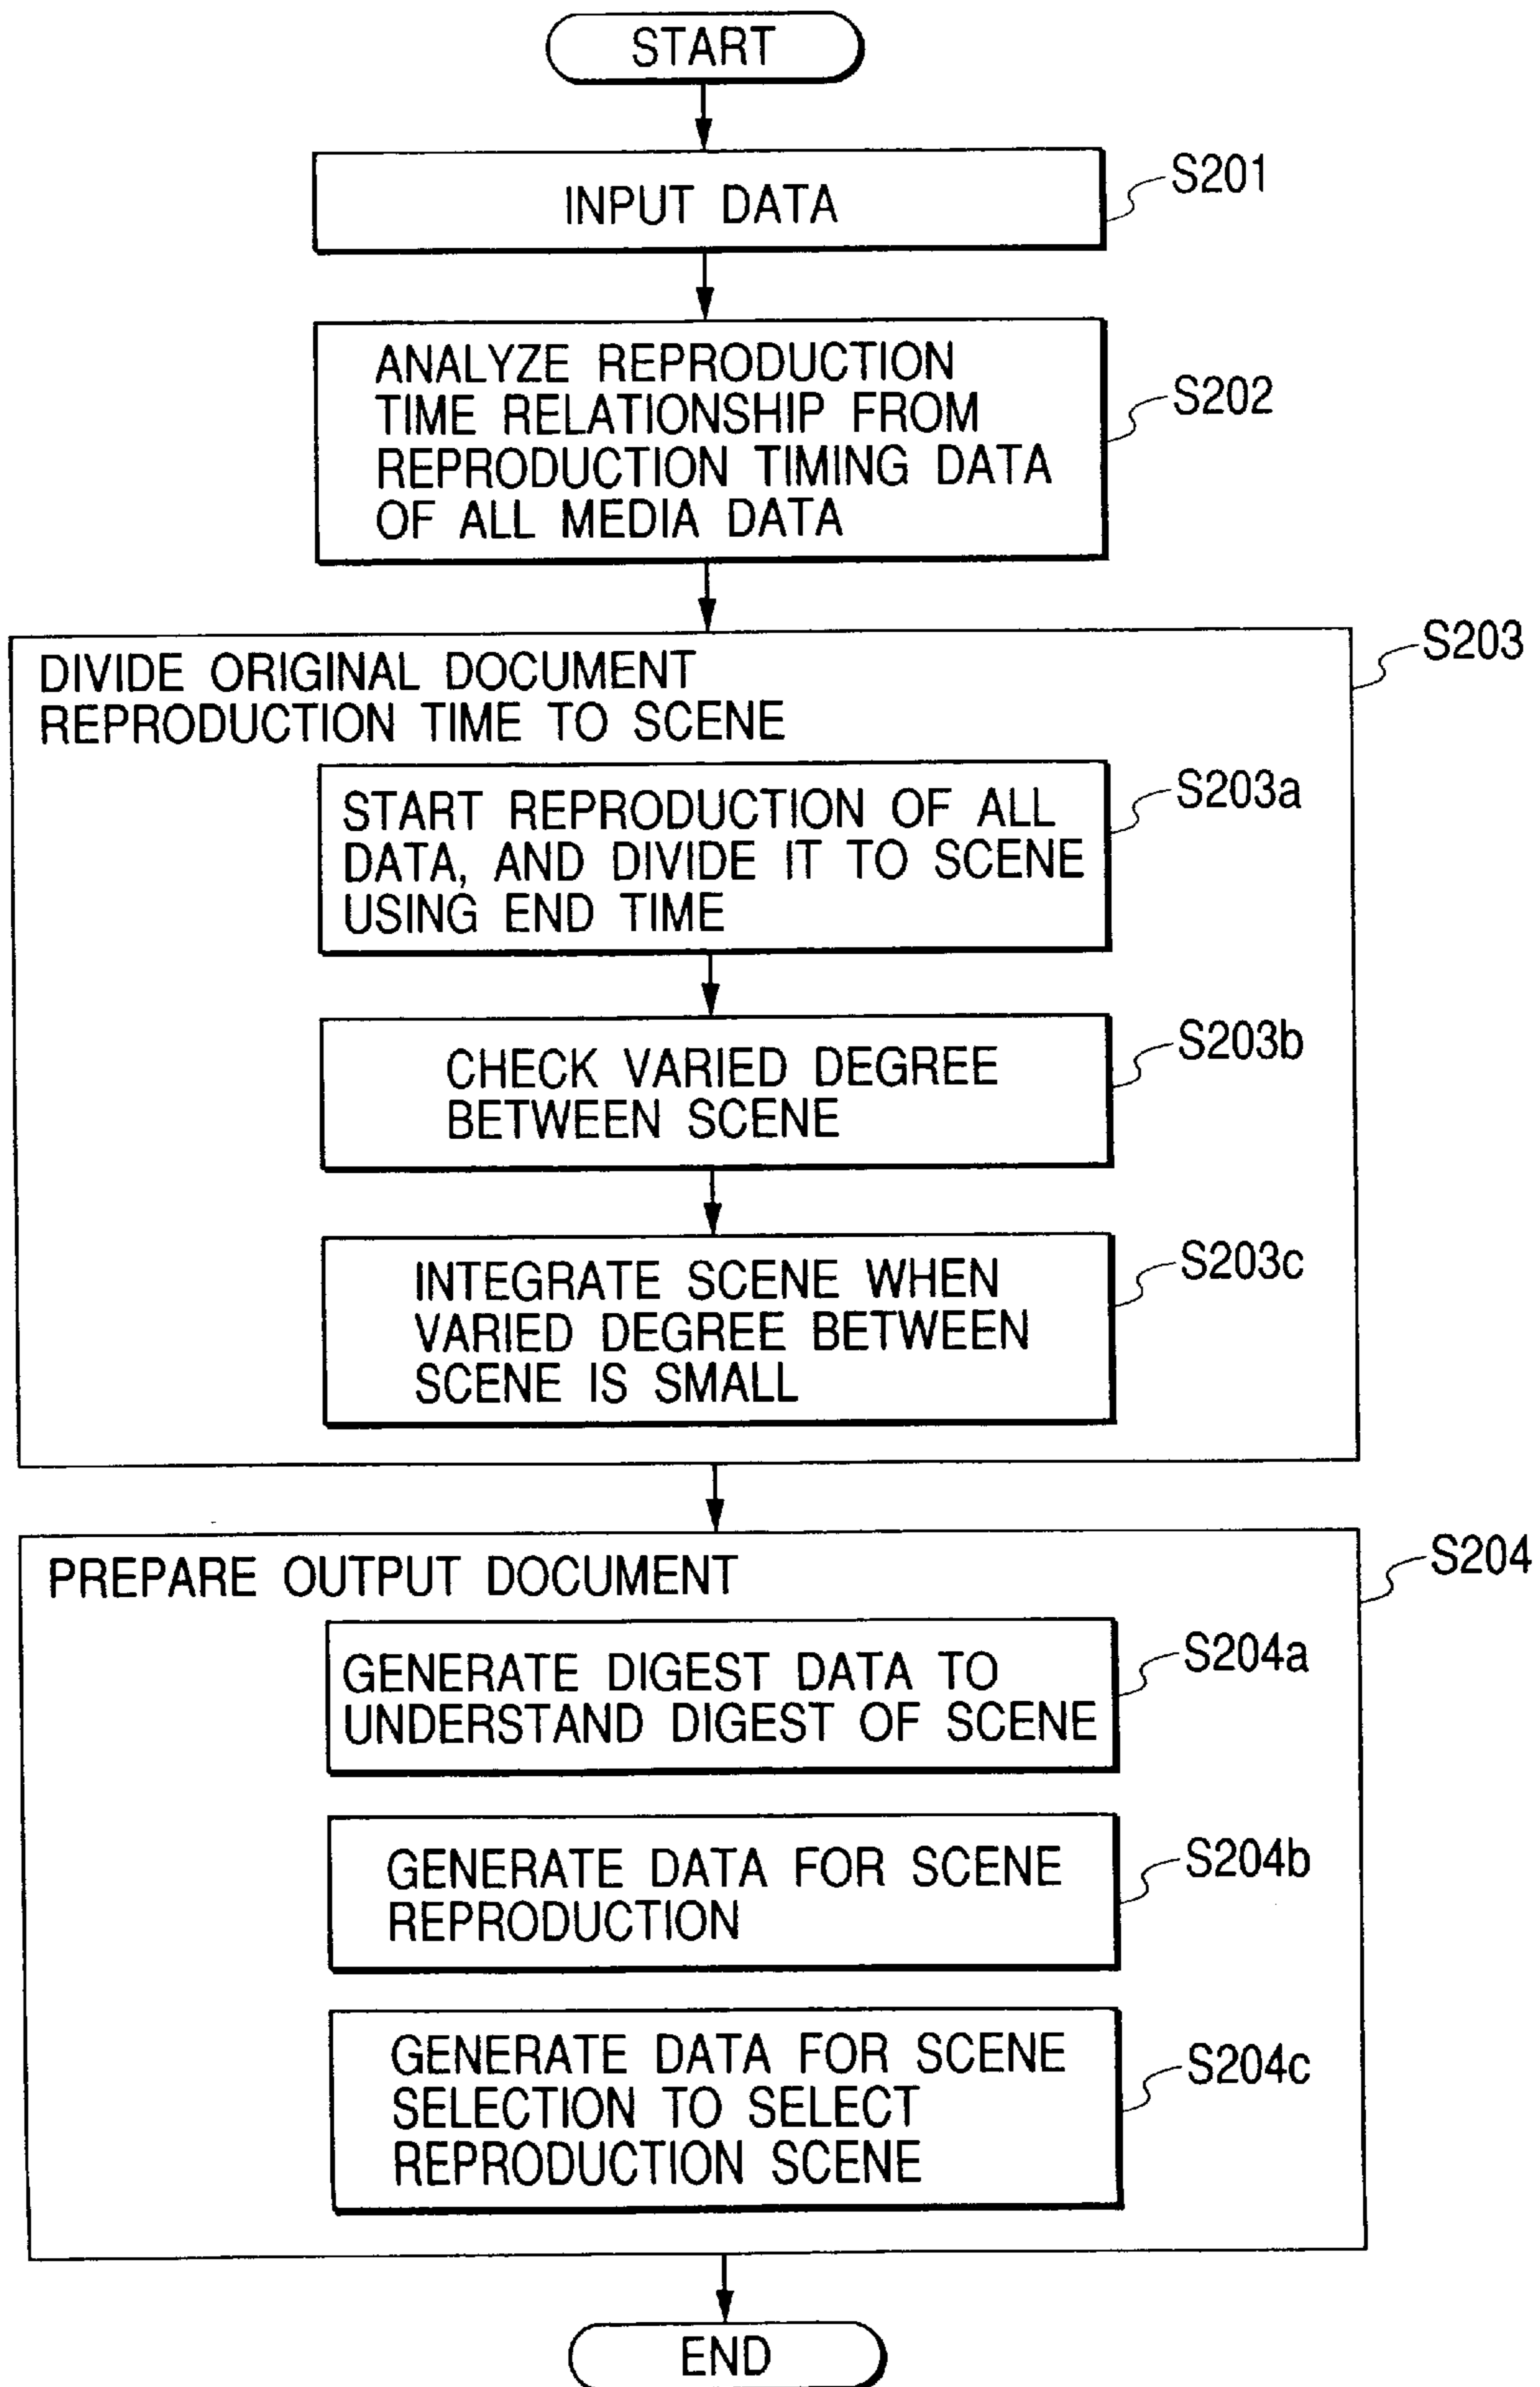 START
INPUT DATA
S201
ANALYZE REPRODUCTION
TIME RELATIONSHIP FROM
REPRODUCTION TIMING DATA
OF ALL MEDIA DATA
S202
S203
DIVIDE ORIGINAL DOCUMENT
REPRODUCTION TIME TO SCENE
START REPRODUCTION OF ALL
DATA, AND DIVIDE IT TO SCENE
USING END TIME
S203a
CHECK VARIED DEGREE
BETWEEN SCENE
S203b
INTEGRATE SCENE WHEN
VARIED DEGREE BETWEEN
SCENE IS SMALL
S203c
S204
PREPARE OUTPUT DOCUMENT
GENERATE DIGEST DATA TO
UNDERSTAND DIGEST OF SCENE
S204a
GENERATE DATA FOR SCENE
REPRODUCTION
S204b
GENERATE DATA FOR SCENE
SELECTION TO SELECT
REPRODUCTION SCENE
S204c
END